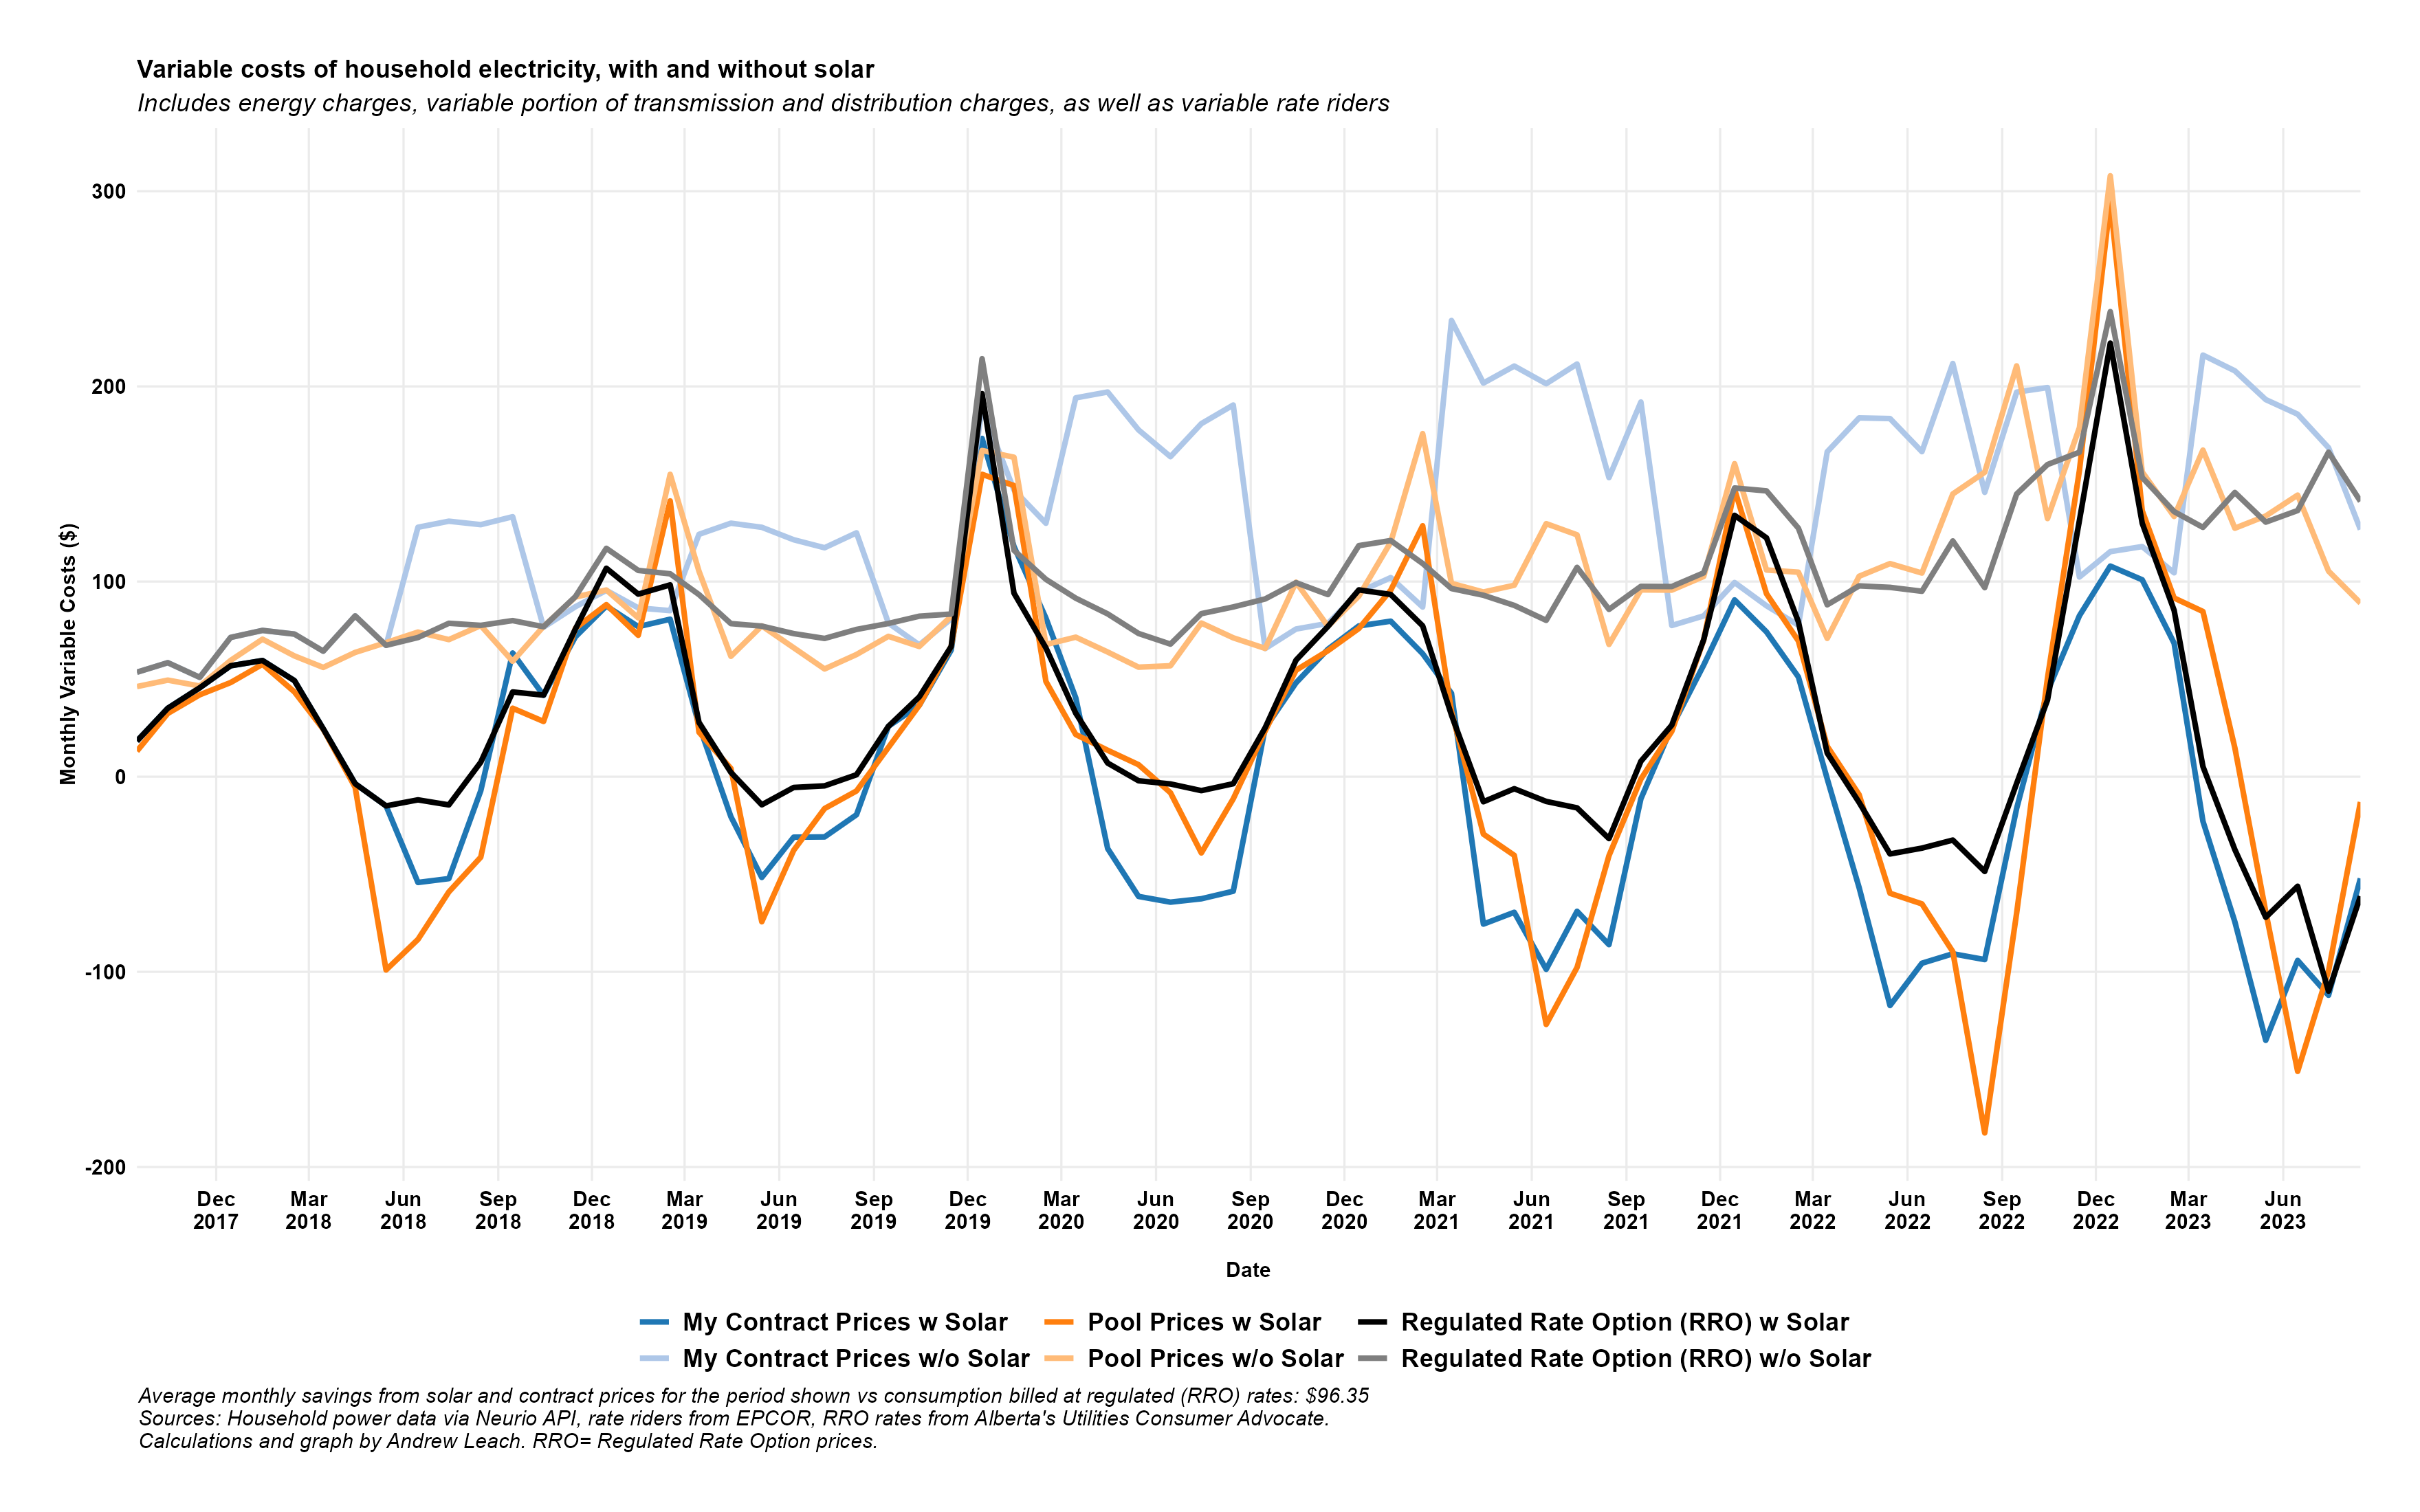 Variable costs of household electricity, with and without solar
Includes energy charges, variable portion of transmission and distribution charges, as well as variable rate riders
Monthly Variable Costs ($)
300
200
100
0
-100
-200
Dec Mar Jun Sep Dec Mar Jun Sep Dec Mar Jun Sep Dec Mar Jun Sep Dec Mar Jun Sep Dec Mar Jun
2017 2018 2018 2018 2018 2019 2019 2019 2019 2020 2020 2020 2020 2021 2021 2021 2021 2022 2022 2022 2022 2023 2023
Date
My Contract Prices w Solar Pool Prices w Solar Regulated Rate Option (RRO) w Solar
My Contract Prices w/o Solar Pool Prices w/o Solar Regulated Rate Option (RRO) w/o Solar
Average monthly savings from solar and contract prices for the period shown vs consumption billed at regulated (RRO) rates: $96.35
Sources: Household power data via Neurio API, rate riders from EPCOR, RRO rates from Alberta's Utilities Consumer Advocate.
Calculations and graph by Andrew Leach. RRO= Regulated Rate Option prices.